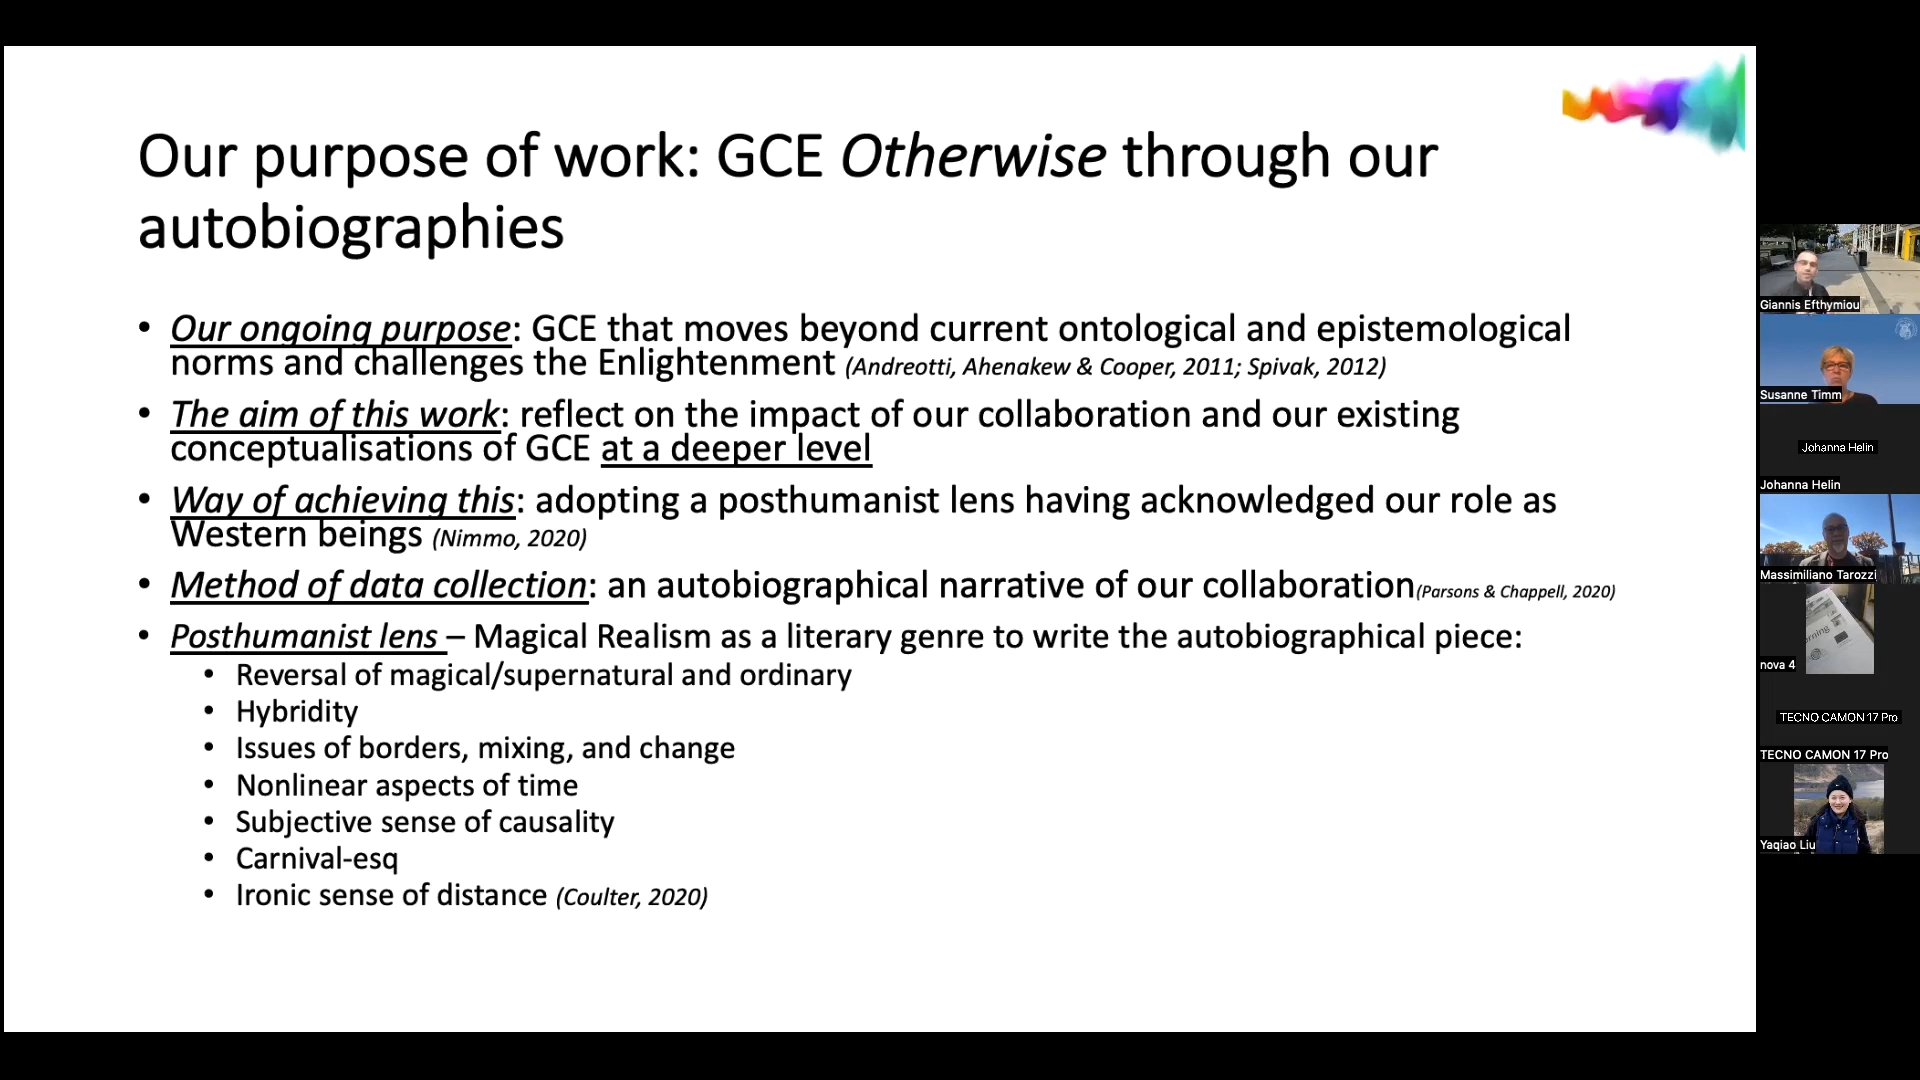 Our purpose of work: GCE Otherwise through our
autobiographies
• Our ongoing purpose: GCE that moves beyond current ontological and epistemological
norms and challenges the Enlightenment (Andreotti, Ahenakew & Cooper, 2011; Spivak, 2012)
• The aim of this work: reflect on the impact of our collaboration and our existing
conceptualisations of GCE at a deeper level
• Way of achieving this: adopting a posthumanist lens having acknowledged our role as
Western beings (Nimmo, 2020)
• Method of data collection: an autobiographical narrative of our collaboration(Parsons & Chappell, 2020)
• Posthumanist lens – Magical Realism as a literary genre to write the autobiographical piece:
• Reversal of magical/supernatural and ordinary
• Hybridity
• Issues of borders, mixing, and change
• Nonlinear aspects of time
• Subjective sense of causality
• Carnival-esq
• Ironic sense of distance (Coulter, 2020)
Giannis Efthymiou
Susanne Timm
Johanna Helin
Johanna Helin
Massimiliano Tarozzi
nova 4
TECNO CAMON 17 Pro
TECNO CAMON 17 Pro
Yaqiao Liu